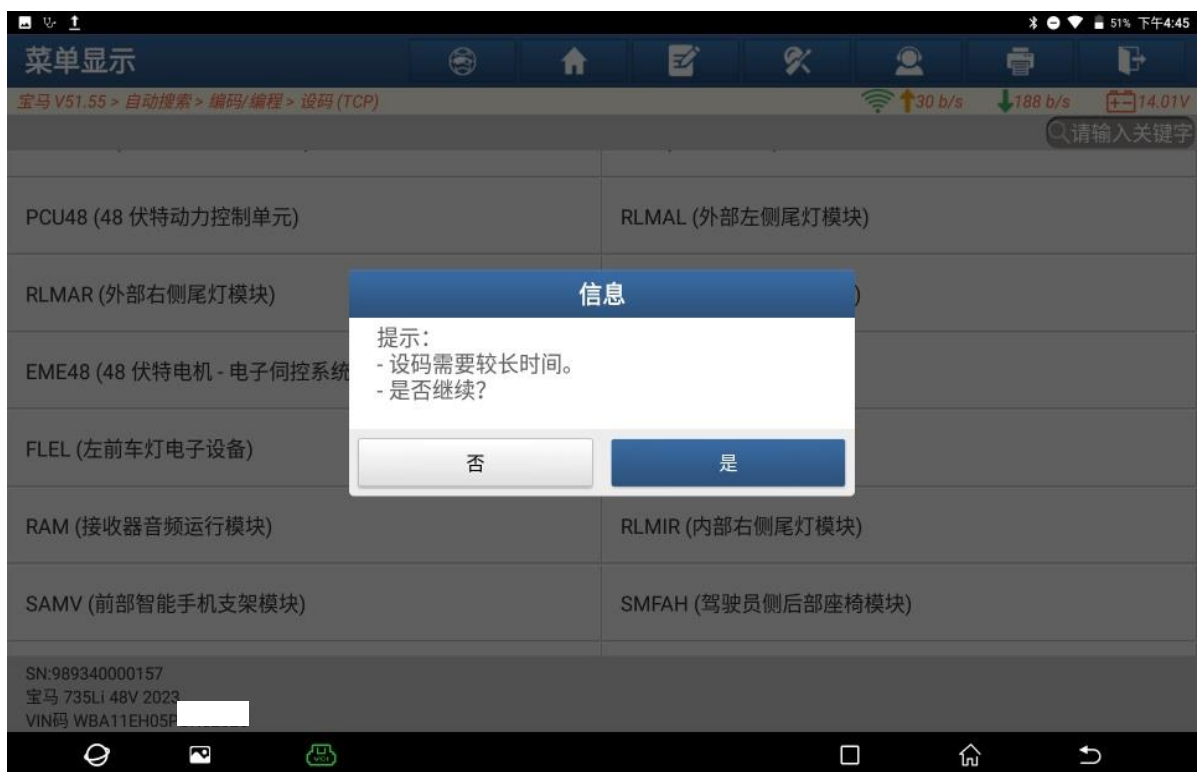 51% 下午4:45
菜单显示
宝马 V51.55 > 自动搜索 > 编码/编程 > 设码 (TCP)
30 b/s
188 b/s
14.01V
请输入关键字
PCU48 (48 伏特动力控制单元)
RLMAL (外部左侧尾灯模块)
RLMAR (外部右侧尾灯模块)
)
信息
提示：
- 设码需要较长时间。
- 是否继续？
EME48 (48 伏特电机 - 电子伺控系统
FLEL (左前车灯电子设备)
否
是
RAM (接收器音频运行模块)
RLMIR (内部右侧尾灯模块)
SAMV (前部智能手机支架模块)
SMFAH (驾驶员侧后部座椅模块)
SN:989340000157
宝马 735Li 48V 2023
VIN码 WBA11EH05P
VCI